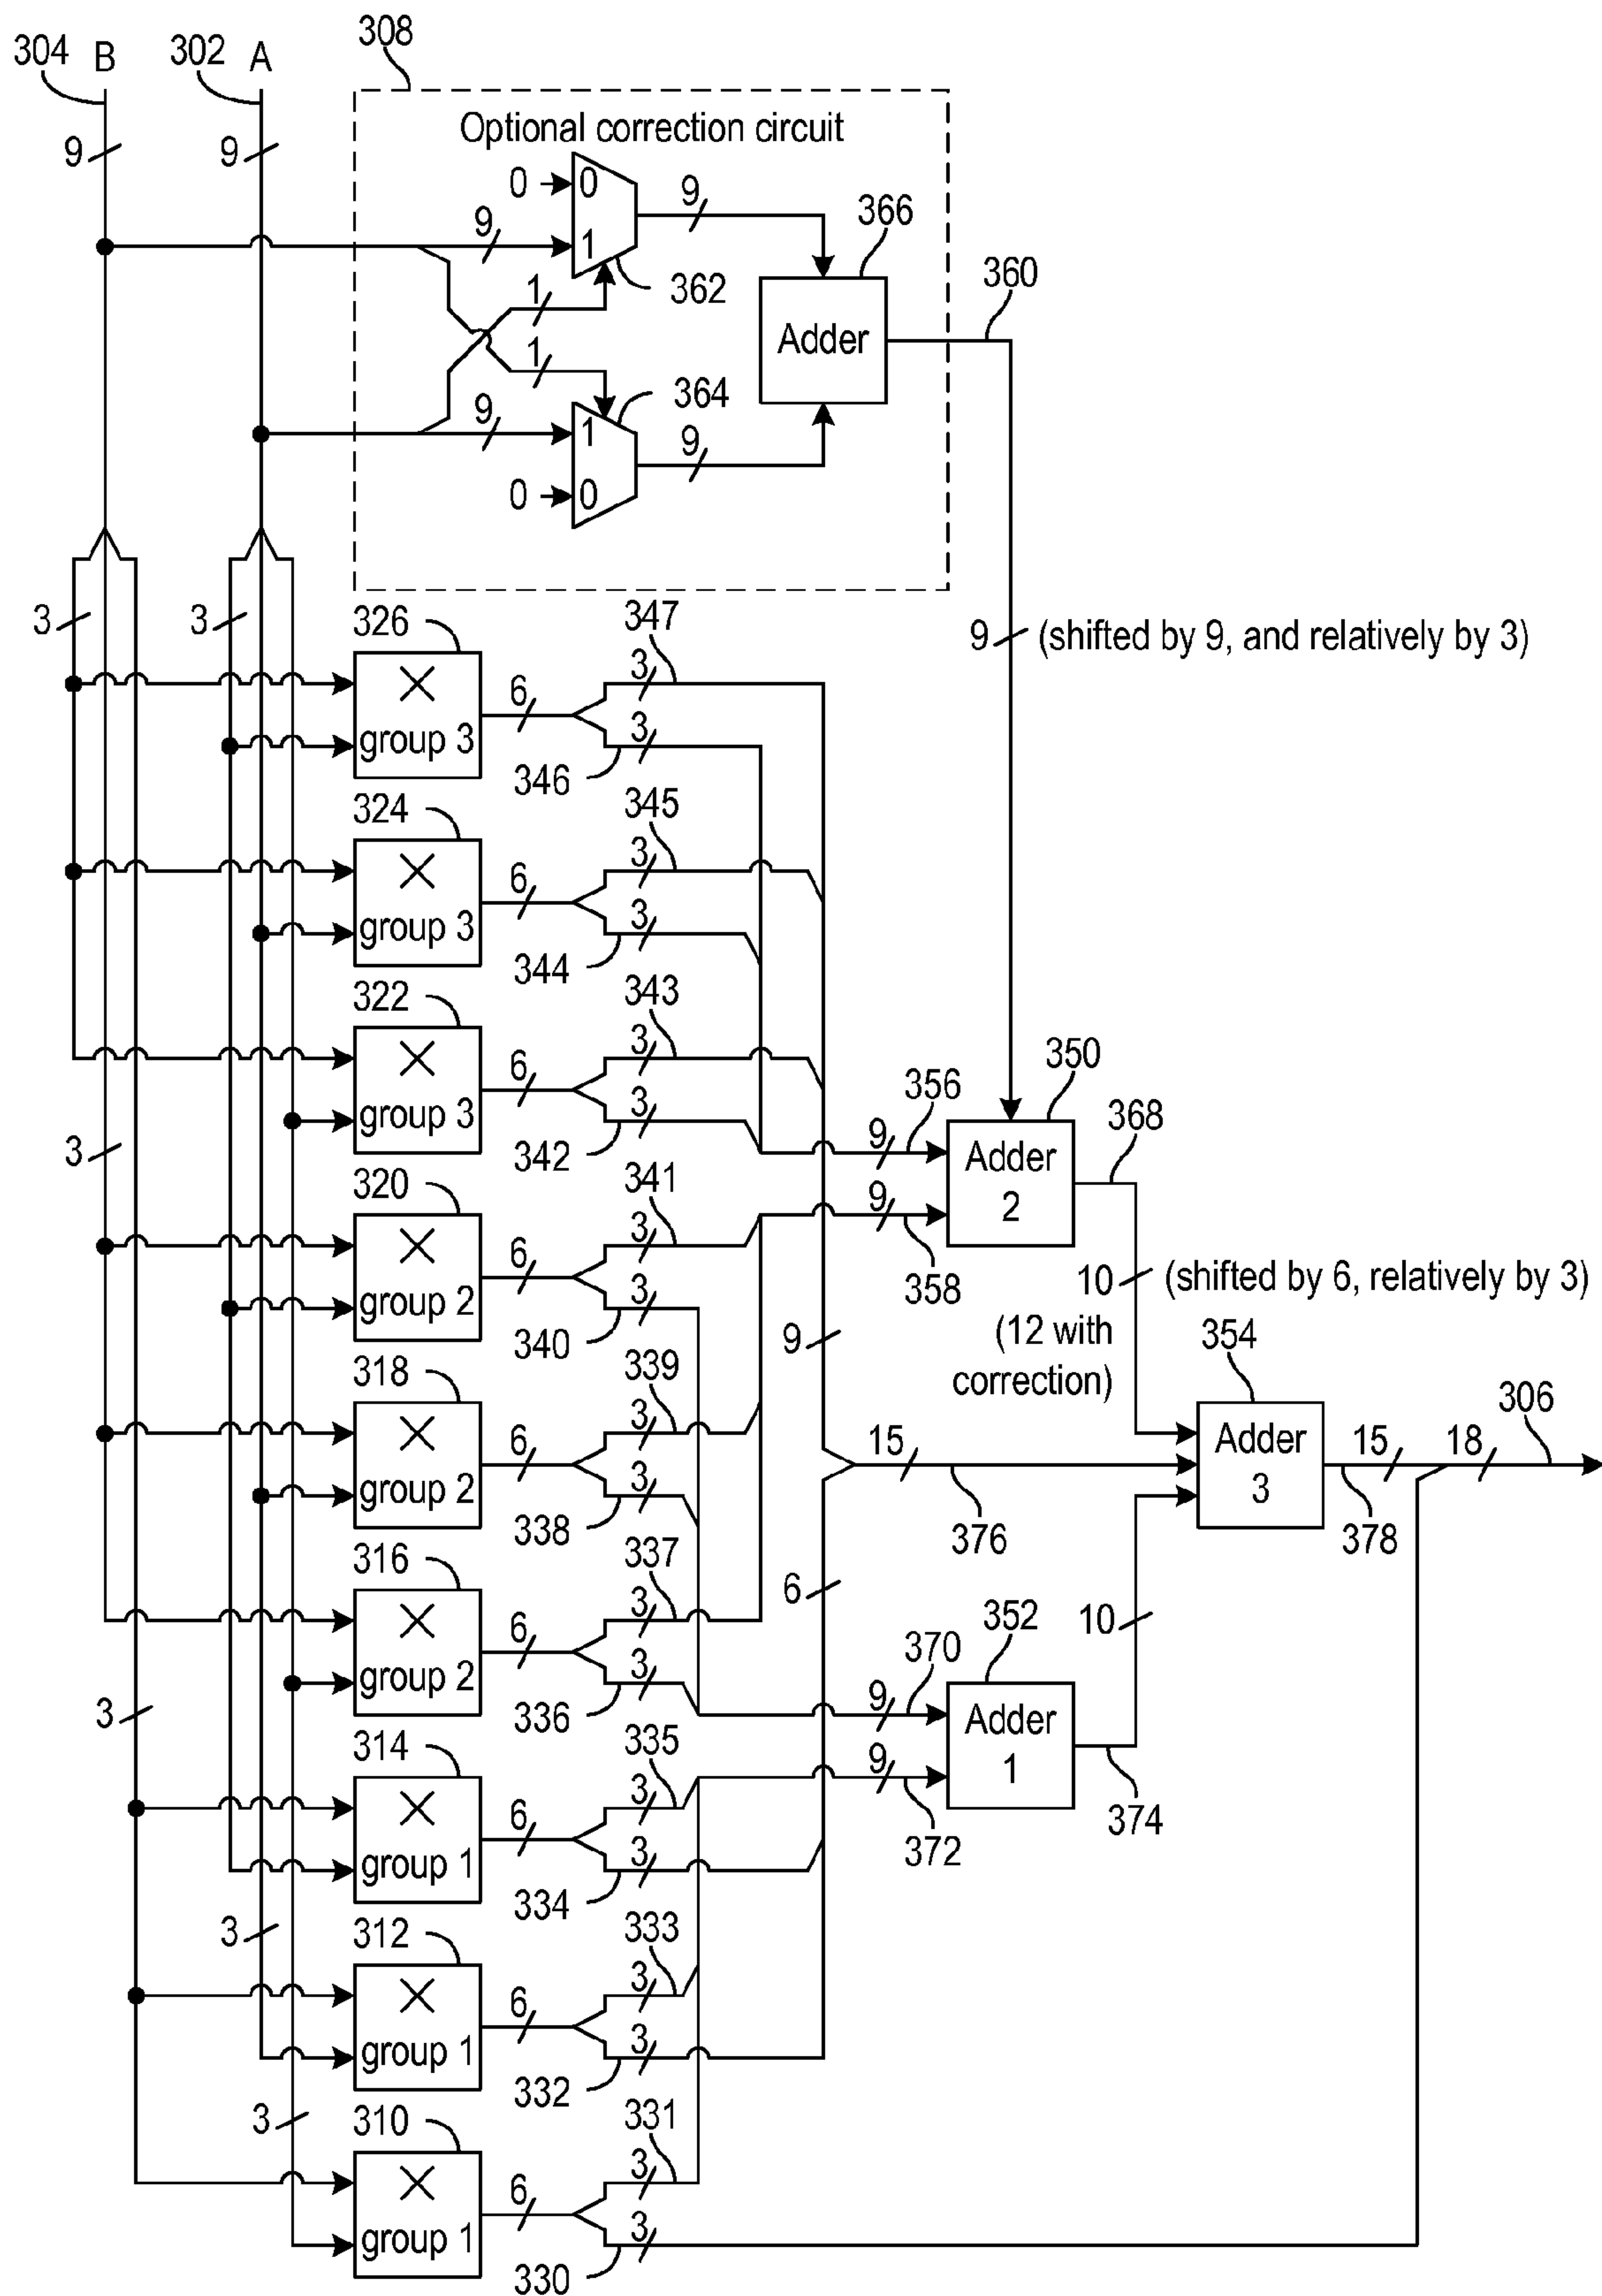 304 B 302 A 308
Optional correction circuit
9 9
0 0 9
9 1 366
362 360
1
1 Adder
364
9 1 9
0 0
9 (shifted by 9, and relatively by 3)
3 3 326 347
× 6 3
group 3 3
346
324 345
× 6 3
group 3 3
344
322 343
× 6 3
group 3 3
342
3
356 350
9 Adder
2
368
9
358
320 341
× 6 3
group 2 3
340
10 (shifted by 6, relatively by 3)
(12 with
correction)
9
354
318 339
× 6 3
group 2 3
338
15
376
Adder
3
15 18 306
378
316 337
× 6 3
group 2 3
336
6
10
3
370 352
9 Adder
1
9
372
374
314 335
× 6 3
group 1 3
334
3
312 333
× 6 3
group 1 3
332
3
310 331
× 6 3
group 1 3
330